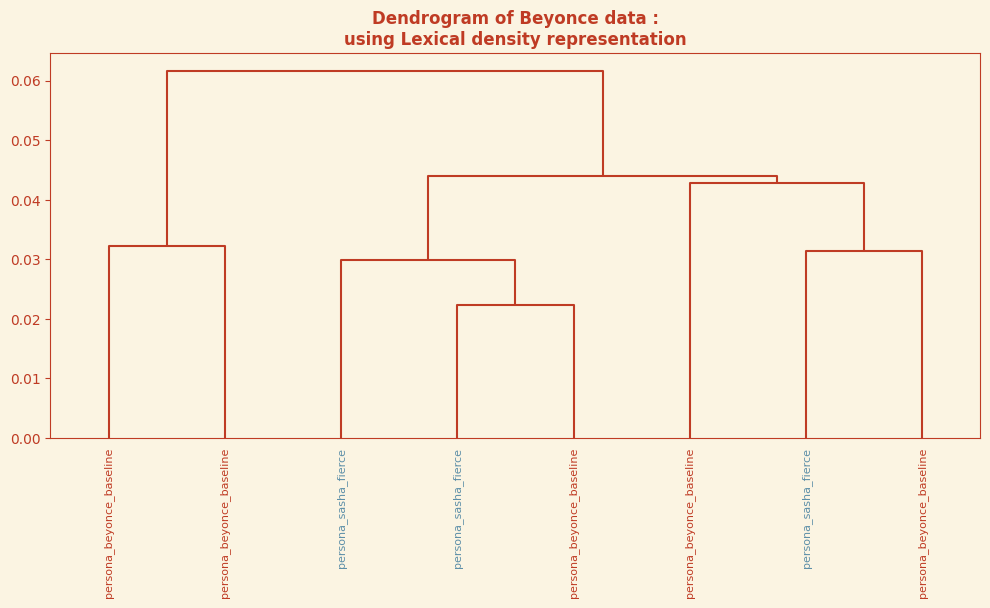 Dendrogram of Beyonce data :
using Lexical density representation
0.06
0.05
0.04
0.03
0.02
0.01
0.00
persona_beyonce_baseline
persona_beyonce_baseline
persona_sasha_fierce
persona_sasha_fierce
persona_beyonce_baseline
persona_beyonce_baseline
persona_sasha_fierce
persona_beyonce_baseline